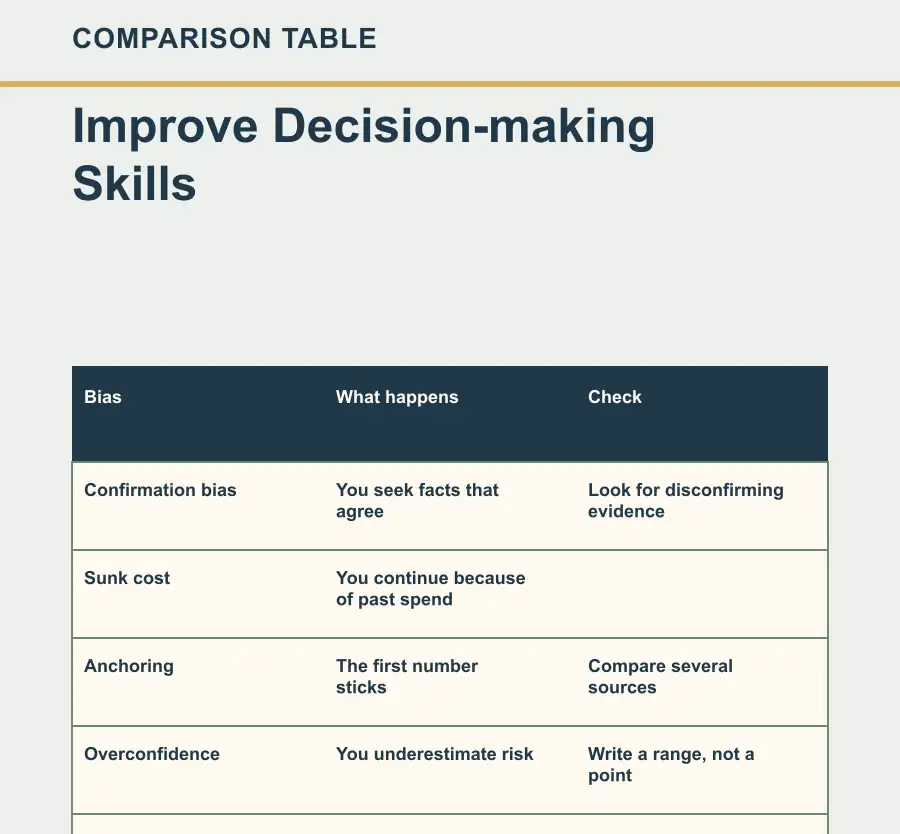 COMPARISON TABLE
Improve Decision-making
Skills
Bias
What happens
Check
Confirmation bias
You seek facts that
agree
Look for disconfirming
evidence
Sunk cost
You continue because
of past spend
Anchoring
The first number
sticks
Compare several
sources
Overconfidence
You underestimate risk
Write a range, not a
point